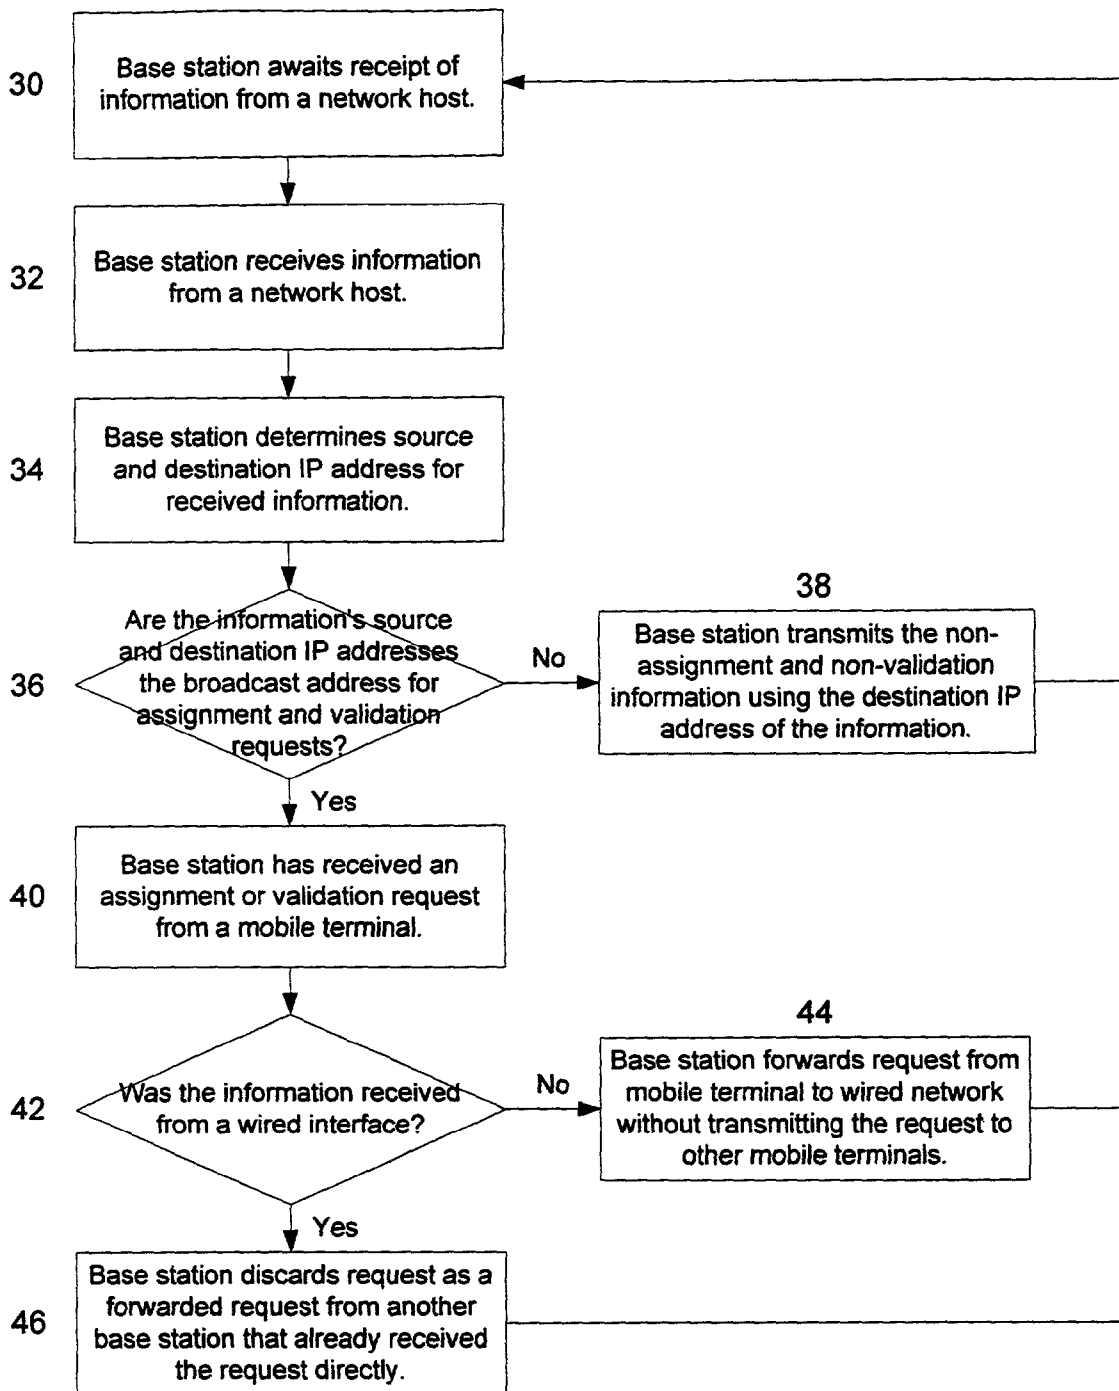 30
Base station awaits receipt of
information from a network host.
32
Base station receives information
from a network host.
34
Base station determines source
and destination IP address for
received information.
36
Are the information's source
and destination IP addresses
the broadcast address for
assignment and validation
requests?
No
38
Base station transmits the non-
assignment and non-validation
information using the destination IP
address of the information.
Yes
40
Base station has received an
assignment or validation request
from a mobile terminal.
42
Was the information received
from a wired interface?
No
44
Base station forwards request from
mobile terminal to wired network
without transmitting the request to
other mobile terminals.
Yes
46
Base station discards request as a
forwarded request from another
base station that already received
the request directly.